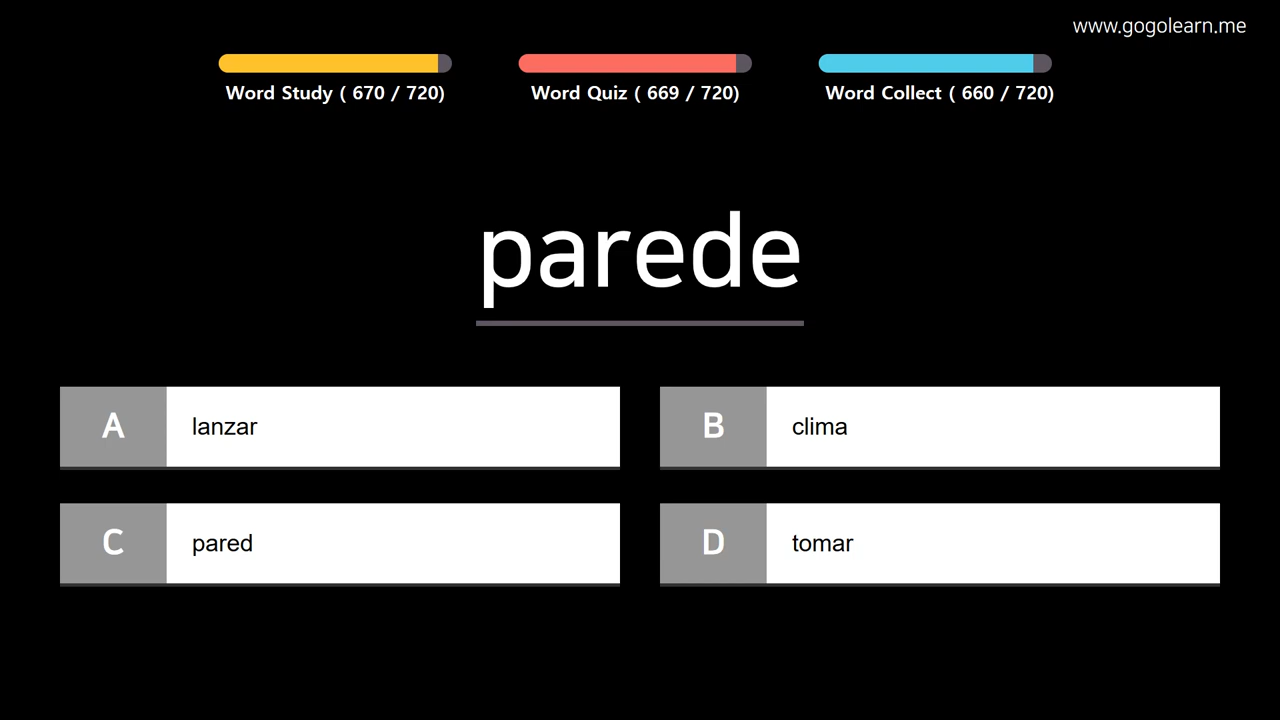 www.gogolearn.me
Word Study ( 670 / 720)
Word Quiz ( 669 / 720)
Word Collect ( 660 / 720)
parede
A lanzar
B clima
C pared
D tomar